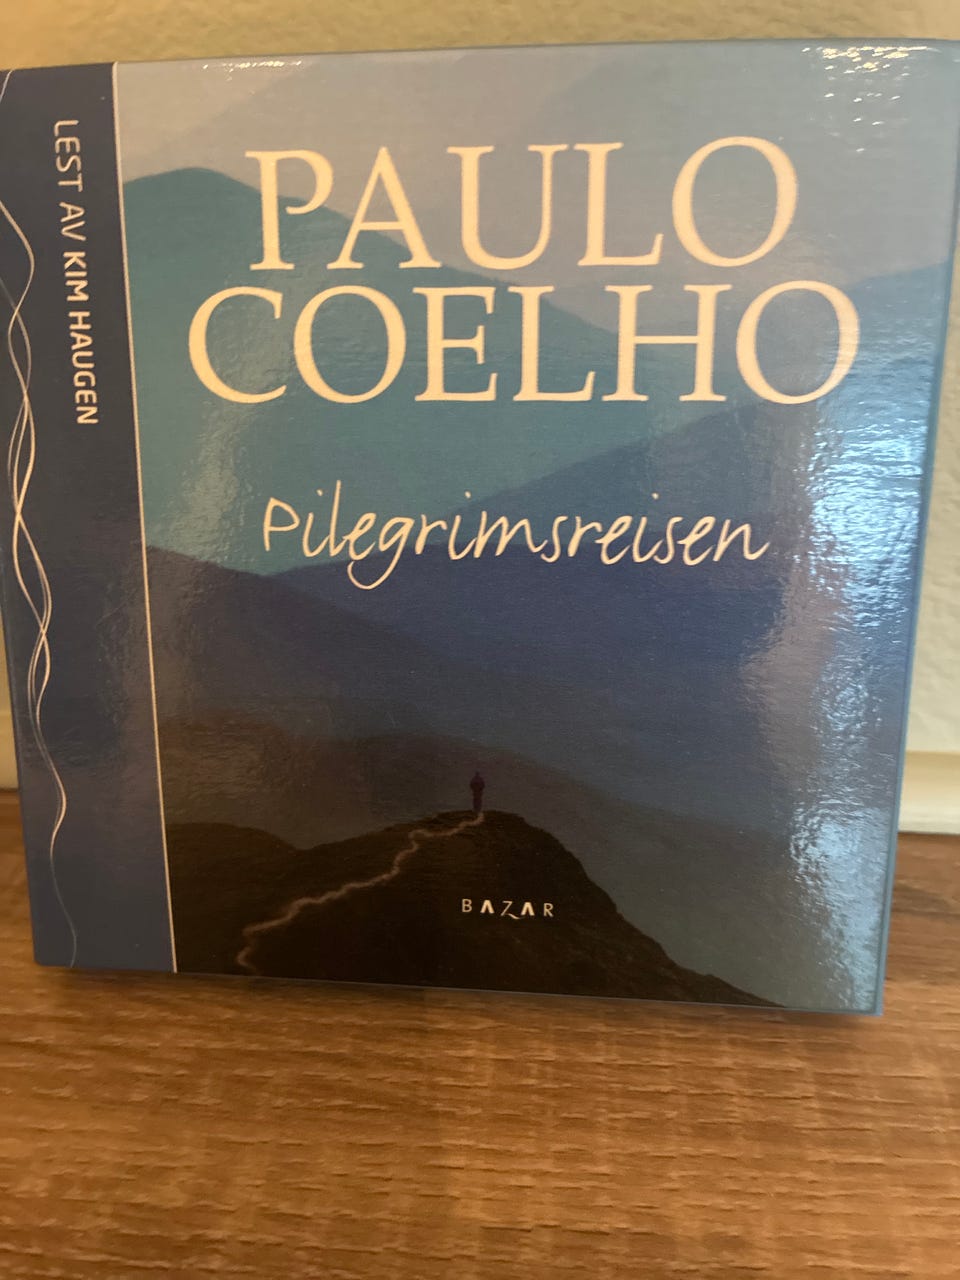 LEST AV KIM HAUGEN
PAULO
COELHO
Pilegrimsreisen
BAZAR